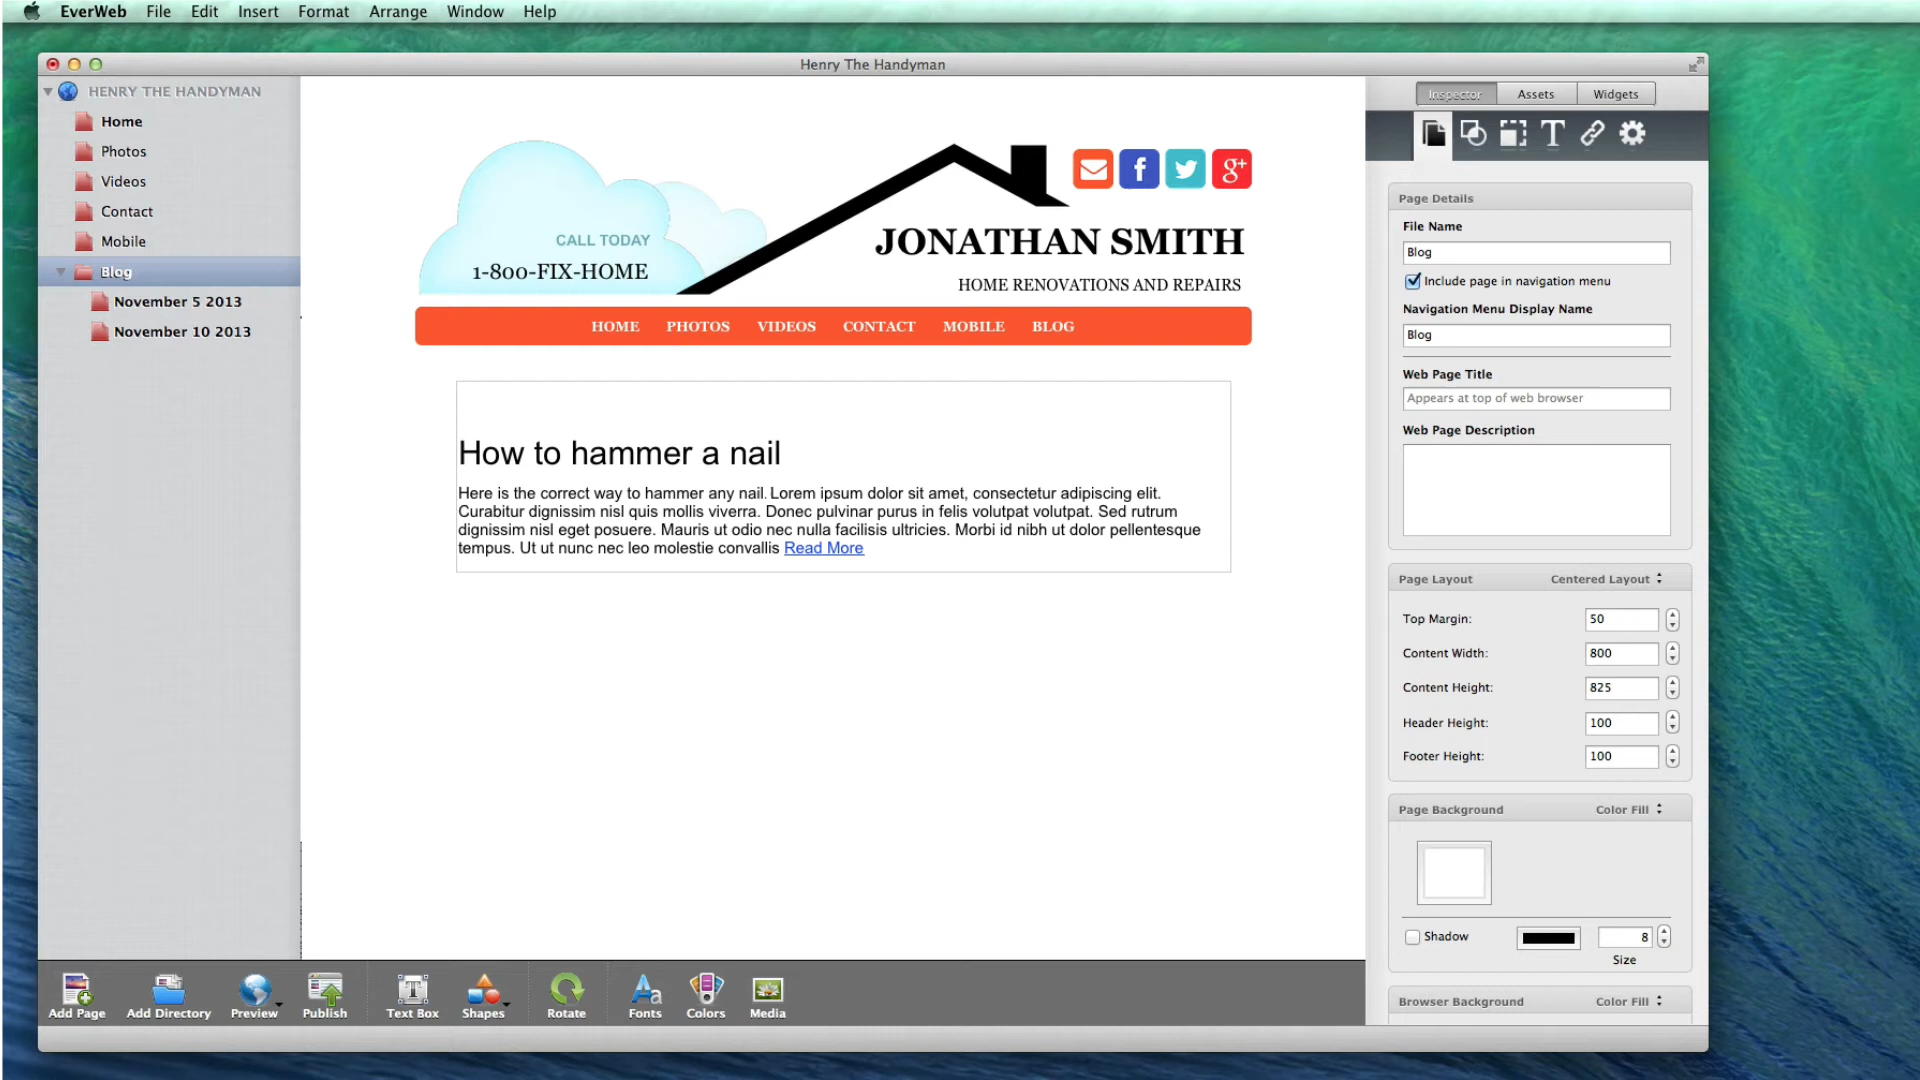 EverWeb File Edit Insert Format Arrange Window Help
Henry The Handyman
HENRY THE HANDYMAN
Home
Photos
Videos
Contact
Mobile
Blog
November 5 2013
November 10 2013
CALL TODAY
1-800-FIX-HOME
f
g+
JONATHAN SMITH
HOME RENOVATIONS AND REPAIRS
HOME PHOTOS VIDEOS CONTACT MOBILE BLOG
How to hammer a nail
Here is the correct way to hammer any nail. Lorem ipsum dolor sit amet, consectetur adipiscing elit.
Curabitur dignissim nisl quis mollis viverra. Donec pulvinar purus in felis volutpat volutpat. Sed rutrum
dignissim nisl eget posuere. Mauris ut odio nec nulla facilisis ultricies. Morbi id nibh ut dolor pellentesque
tempus. Ut ut nunc nec leo molestie convallis Read More
Inspector Assets Widgets
T
Page Details
File Name
Blog
Include page in navigation menu
Navigation Menu Display Name
Blog
Web Page Title
Appears at top of web browser
Web Page Description
Page Layout Centered Layout
Top Margin: 50
Content Width: 800
Content Height: 825
Header Height: 100
Footer Height: 100
Page Background Color Fill
Shadow 8
Size
Browser Background Color Fill
Add Page Add Directory Preview Publish Text Box Shapes Rotate Fonts Colors Media